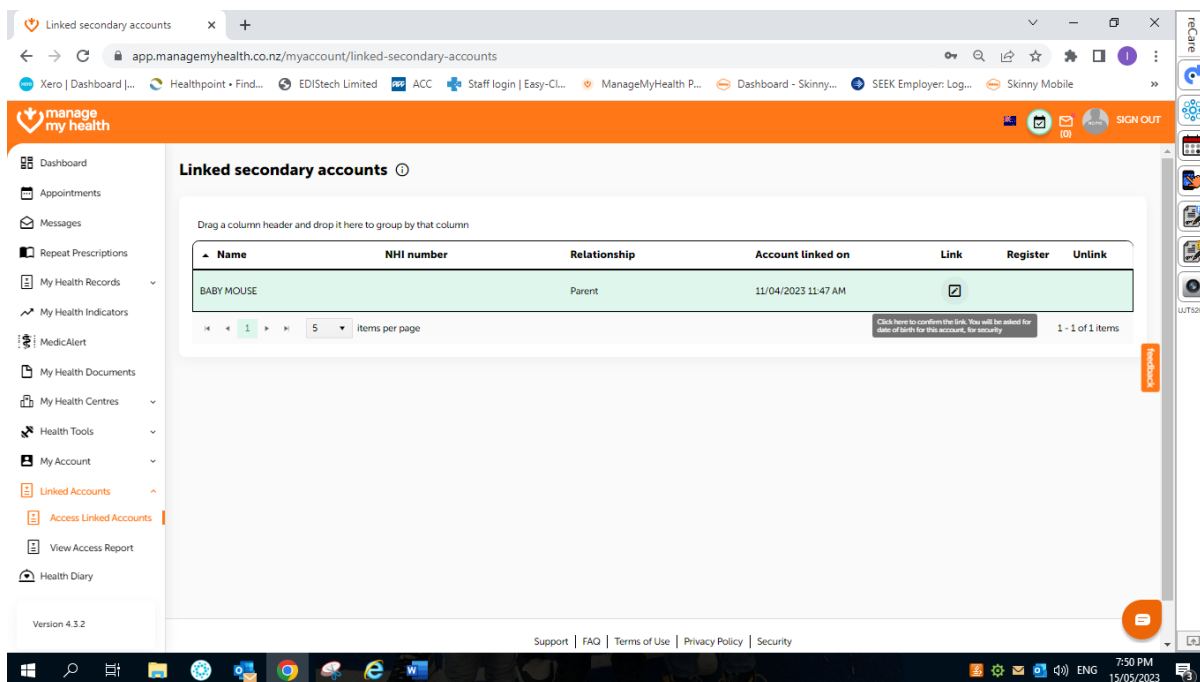 Linked secondary accounts
app.managemyhealth.co.nz/myaccount/linked-secondary-accounts
Xero | Dashboard |... Healthpoint • Find... EDIStech Limited ACC Staff login | Easy-Cl... ManageMyHealth P... Dashboard - Skinny... SEEK Employer: Log... Skinny Mobile »
reCare
manage
my health
(0)
SIGN OUT
Dashboard
Appointments
Messages
Repeat Prescriptions
My Health Records
My Health Indicators
MedicAlert
My Health Documents
My Health Centres
Health Tools
My Account
Linked Accounts
Access Linked Accounts
View Access Report
Health Diary
Version 4.3.2
Linked secondary accounts
Drag a column header and drop it here to group by that column
Name NHI number Relationship Account linked on Link Register Unlink
BABY MOUSE Parent 11/04/2023 11:47 AM
1 5 items per page 1 - 1 of 1 items
Click here to confirm the link. You will be asked for
date of birth for this account, for security
feedback
Support | FAQ | Terms of Use | Privacy Policy | Security
ENG
7:50 PM
15/05/2023
3